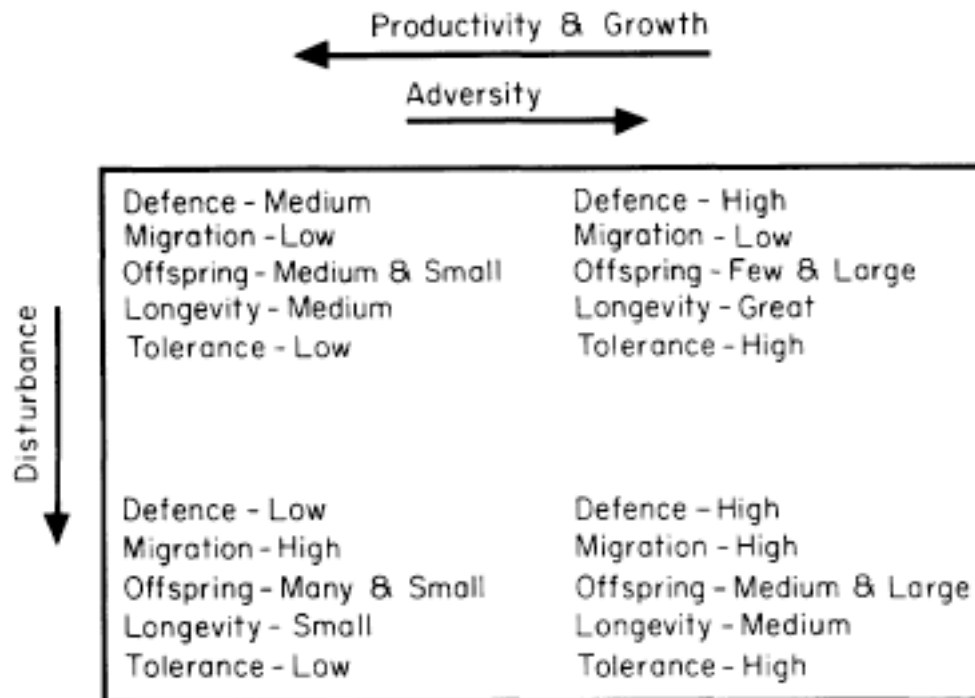 Productivity & Growth
Adversity
Disturbance
Defence - Medium
Migration - Low
Offspring - Medium & Small
Longevity - Medium
Tolerance - Low
Defence - High
Migration - Low
Offspring - Few & Large
Longevity - Great
Tolerance - High
Defence - Low
Migration - High
Offspring - Many & Small
Longevity - Small
Tolerance - Low
Defence - High
Migration - High
Offspring - Medium & Large
Longevity - Medium
Tolerance - High